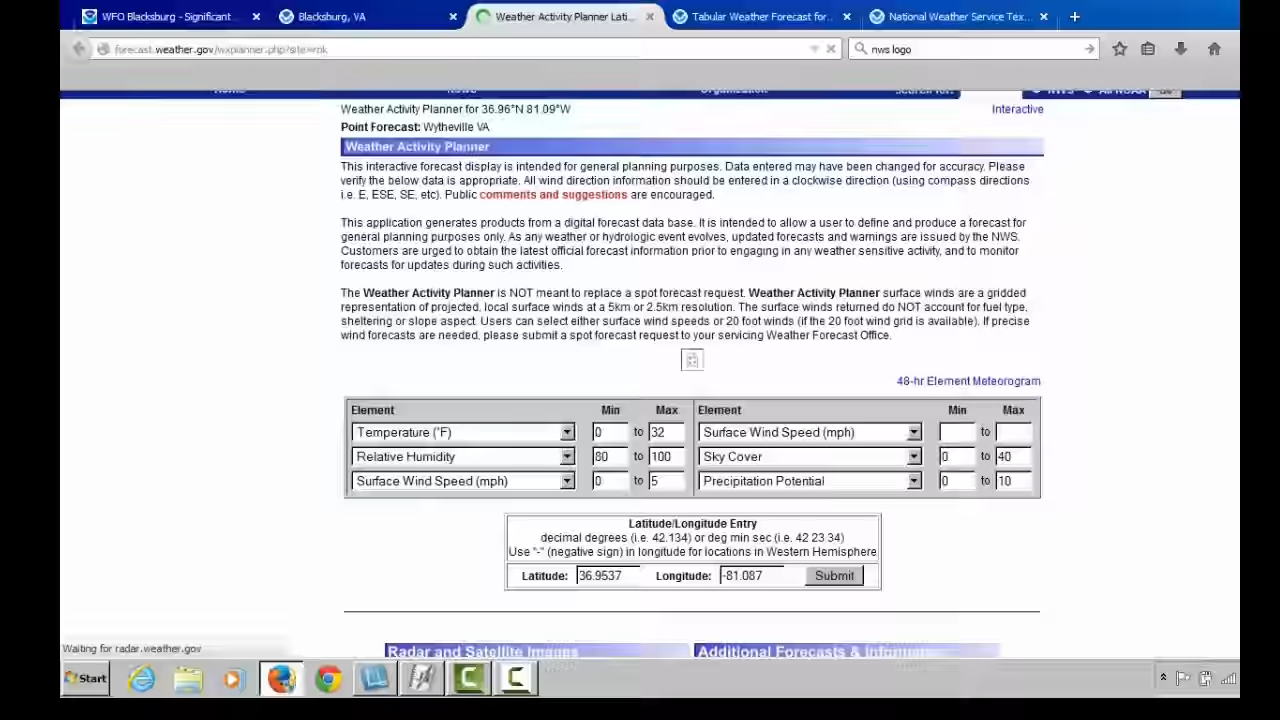 WFO Blacksburg - Significant
Blacksburg, VA
Weather Activity Planner Lati...
Tabular Weather Forecast for...
National Weather Service Tex...
forecast.weather.gov/wxplanner.php?site=rnk
nws logo
Weather Activity Planner for 36.96°N 81.09°W
Interactive
Point Forecast: Wytheville VA
Weather Activity Planner
This interactive forecast display is intended for general planning purposes. Data entered may have been changed for accuracy. Please
verify the below data is appropriate. All wind direction information should be entered in a clockwise direction (using compass directions
i.e. E, ESE, SE, etc). Public comments and suggestions are encouraged.
This application generates products from a digital forecast data base. It is intended to allow a user to define and produce a forecast for
general planning purposes only. As any weather or hydrologic event evolves, updated forecasts and warnings are issued by the NWS.
Customers are urged to obtain the latest official forecast information prior to engaging in any weather sensitive activity, and to monitor
forecasts for updates during such activities.
The Weather Activity Planner is NOT meant to replace a spot forecast request. Weather Activity Planner surface winds are a gridded
representation of projected, local surface winds at a 5km or 2.5km resolution. The surface winds returned do NOT account for fuel type,
sheltering or slope aspect. Users can select either surface wind speeds or 20 foot winds (if the 20 foot wind grid is available). If precise
wind forecasts are needed, please submit a spot forecast request to your servicing Weather Forecast Office.
48-hr Element Meteorogram
Element Min Max Element Min Max
Temperature (°F) 0 to 32 Surface Wind Speed (mph) to
Relative Humidity 80 to 100 Sky Cover 0 to 40
Surface Wind Speed (mph) 0 to 5 Precipitation Potential 0 to 10
Latitude/Longitude Entry
decimal degrees (i.e. 42.134) or deg min sec (i.e. 42 23 34)
Use "-" (negative sign) in longitude for locations in Western Hemisphere
Latitude: 36.9537 Longitude: -81.087 Submit
Waiting for radar.weather.gov
Radar and Satellite Images
Additional Forecasts & Information
Start